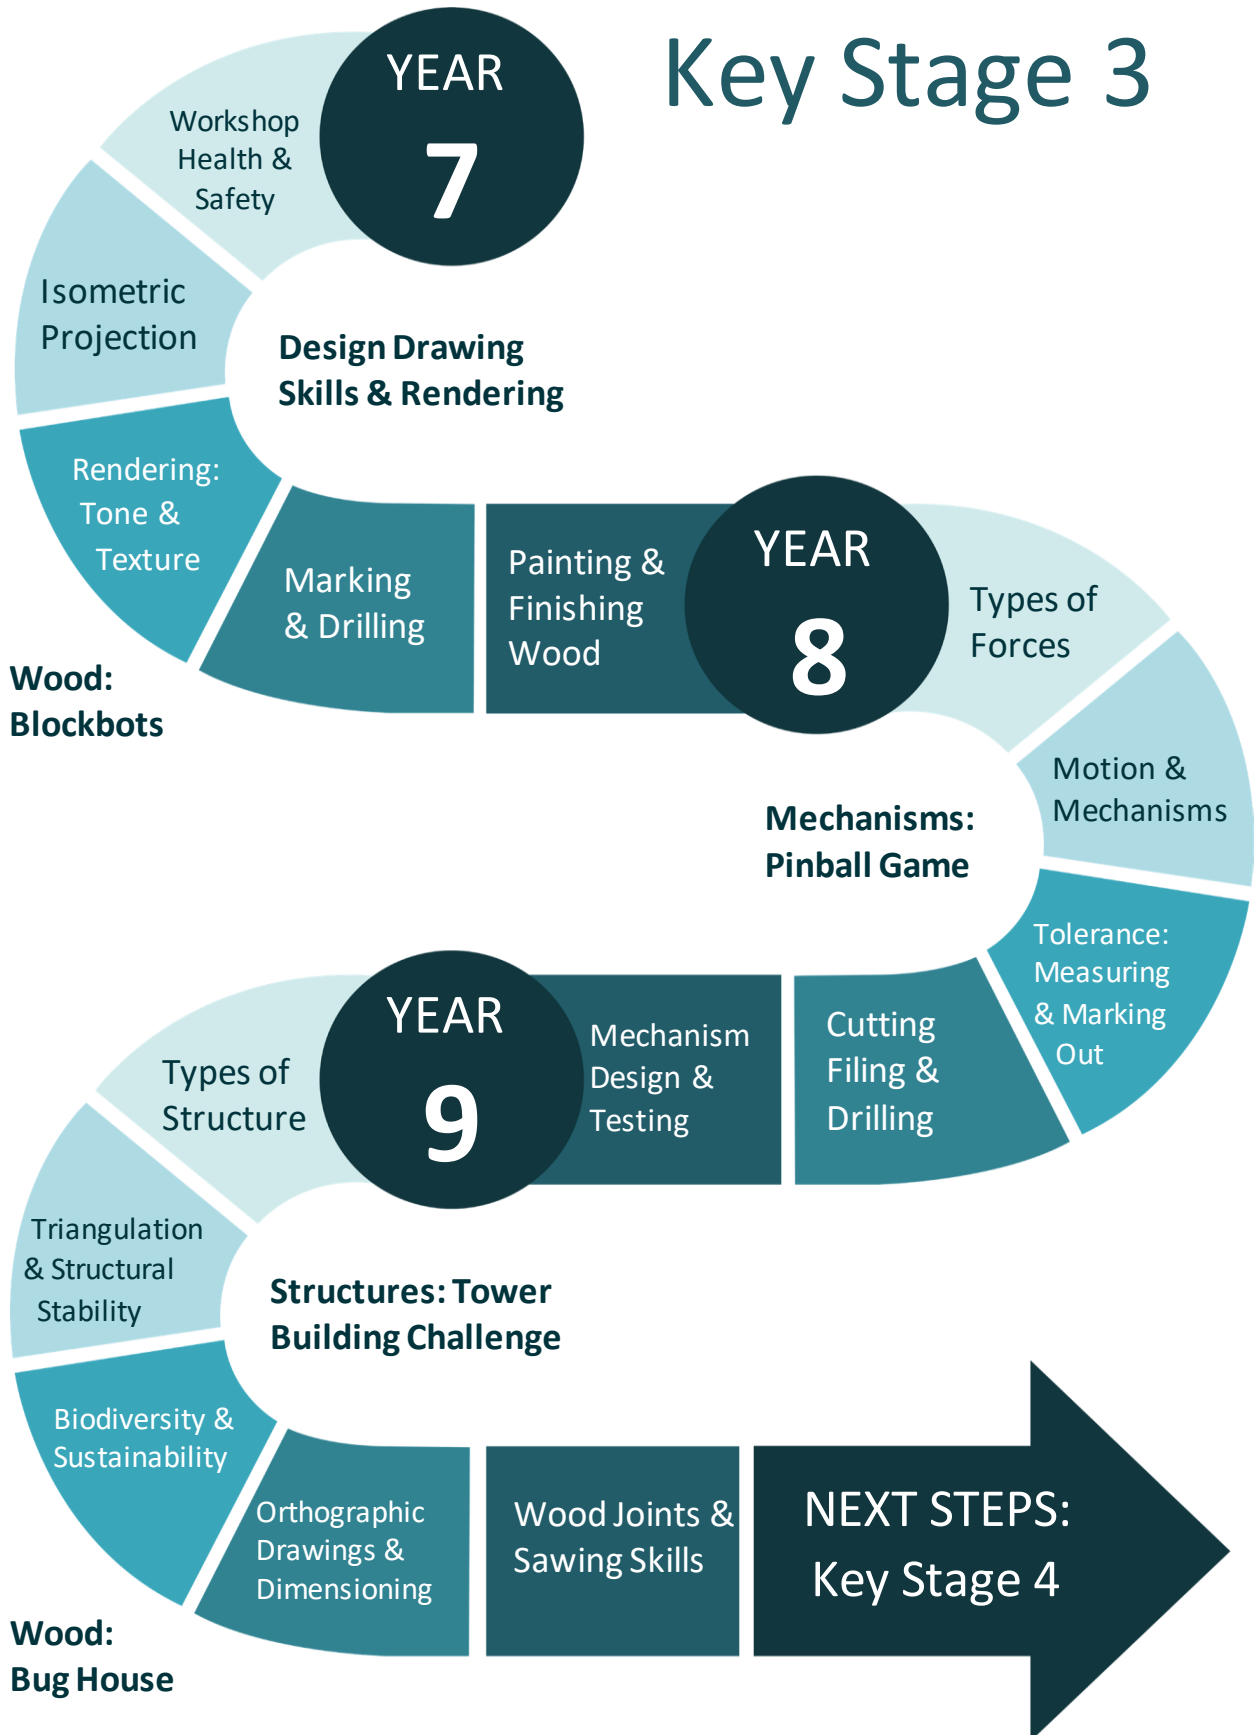 Key Stage 3
YEAR
7
Workshop
Health &
Safety
Isometric
Projection
Design Drawing
Skills & Rendering
Rendering:
Tone &
Texture
Marking
& Drilling
Painting &
Finishing
Wood
Wood:
Blockbots
YEAR
8
Types of
Forces
Motion &
Mechanisms
Mechanisms:
Pinball Game
Tolerance:
Measuring
& Marking
Out
Cutting
Filing &
Drilling
Mechanism
Design &
Testing
YEAR
9
Types of
Structure
Triangulation
& Structural
Stability
Structures: Tower
Building Challenge
Biodiversity &
Sustainability
Orthographic
Drawings &
Dimensioning
Wood Joints &
Sawing Skills
Wood:
Bug House
NEXT STEPS:
Key Stage 4